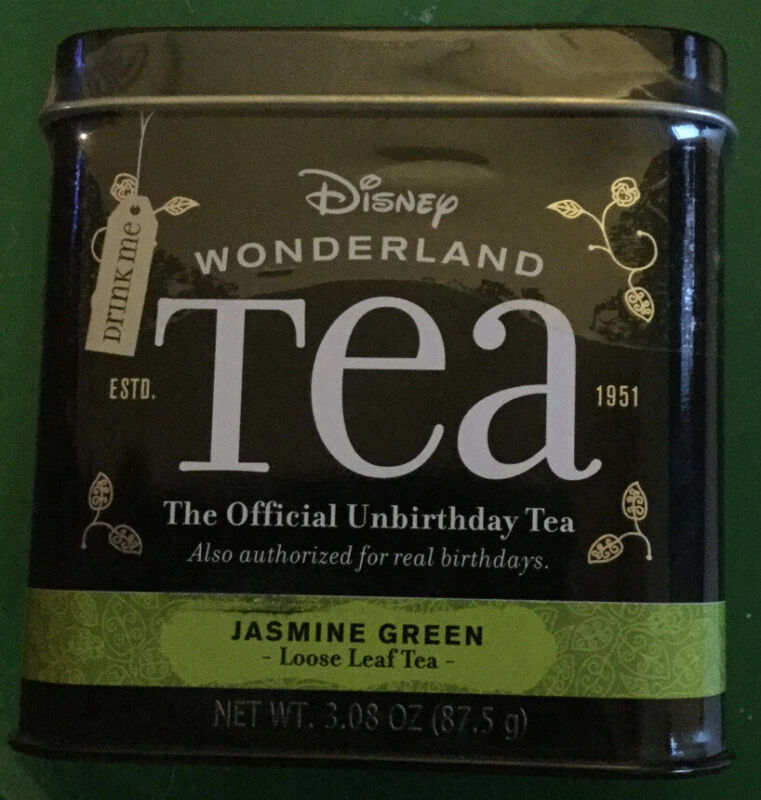 Disney
WONDERLAND
Tea
Drink me
ESTD.
1951
The Official Unbirthday Tea
Also authorized for real birthdays.
JASMINE GREEN
- Loose Leaf Tea -
NET WT. 3.08 OZ (87.5 g)